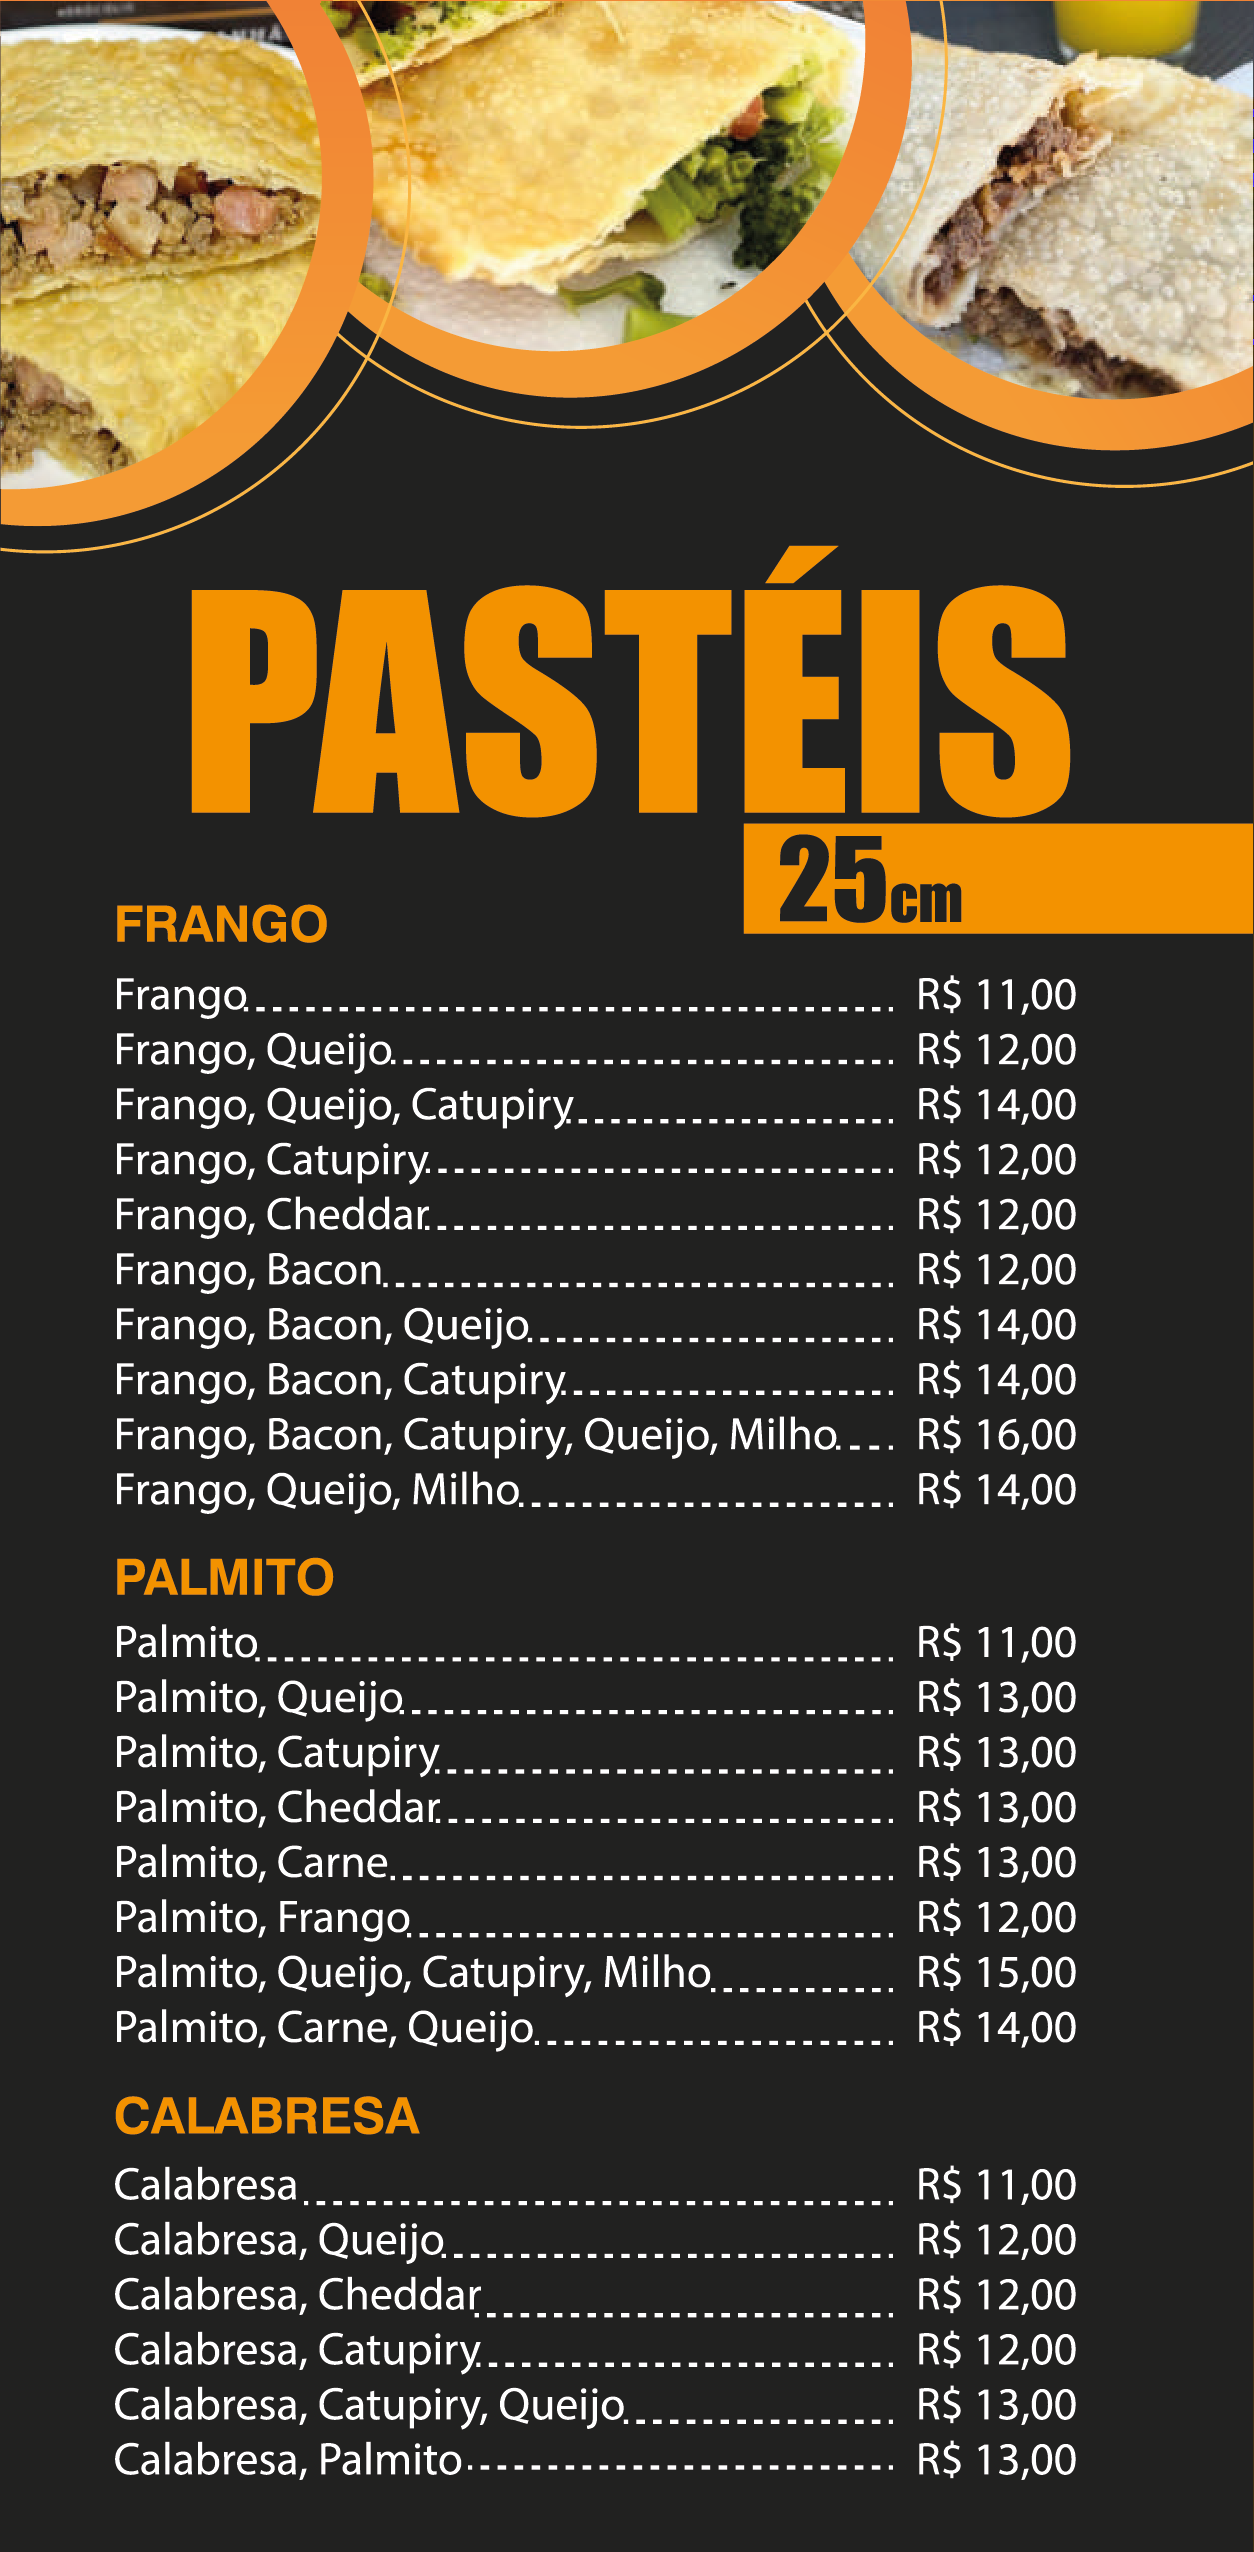 PASTÉIS
25cm
FRANGO
Frango R$ 11,00
Frango, Queijo R$ 12,00
Frango, Queijo, Catupiry R$ 14,00
Frango, Catupiry R$ 12,00
Frango, Cheddar R$ 12,00
Frango, Bacon R$ 12,00
Frango, Bacon, Queijo R$ 14,00
Frango, Bacon, Catupiry R$ 14,00
Frango, Bacon, Catupiry, Queijo, Milho R$ 16,00
Frango, Queijo, Milho R$ 14,00
PALMITO
Palmito R$ 11,00
Palmito, Queijo R$ 13,00
Palmito, Catupiry R$ 13,00
Palmito, Cheddar R$ 13,00
Palmito, Carne R$ 13,00
Palmito, Frango R$ 12,00
Palmito, Queijo, Catupiry, Milho R$ 15,00
Palmito, Carne, Queijo R$ 14,00
CALABRESA
Calabresa R$ 11,00
Calabresa, Queijo R$ 12,00
Calabresa, Cheddar R$ 12,00
Calabresa, Catupiry R$ 12,00
Calabresa, Catupiry, Queijo R$ 13,00
Calabresa, Palmito R$ 13,00